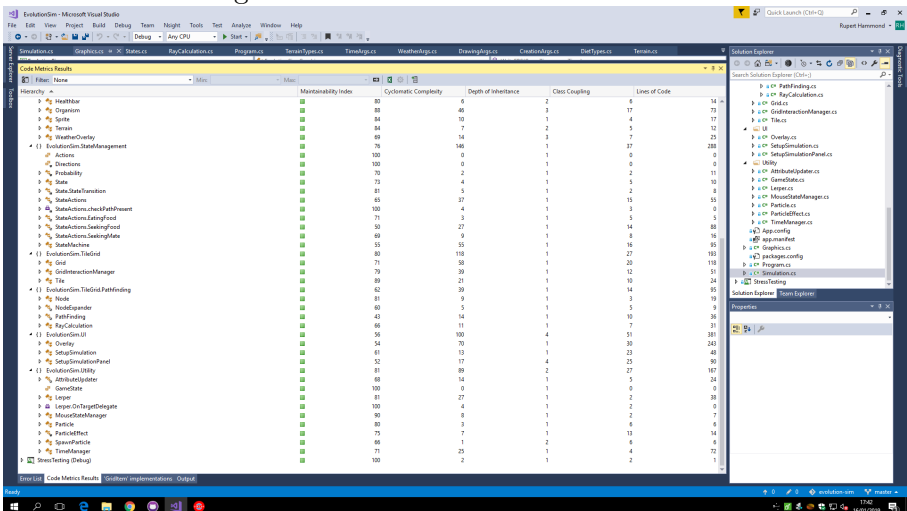 EvolutionSim - Microsoft Visual Studio
Quick Launch (Ctrl+Q)
File Edit View Project Build Debug Team Nsight Tools Test Analyze Window Help
Rupert Hammond RH
Debug Any CPU Start
Simulation.cs Graphics.cs States.cs RayCalculation.cs Program.cs TerrainTypes.cs TimeArgs.cs WeatherArgs.cs DrawingArgs.cs CreationArgs.cs DietTypes.cs Terrain.cs
Server Explorer
Toolbox
Code Metrics Results
Filter: None Min: Max:
Hierarchy Maintainability Index Cyclomatic Complexity Depth of Inheritance Class Coupling Lines of Code
Healthbar 80 6 2 6 14
Organism 88 46 3 17 73
Sprite 84 10 1 4 17
Terrain 84 7 2 5 12
WeatherOverlay 69 14 3 7 25
{} EvolutionSim.StateManagement 76 146 1 37 288
Actions 100 0 1 0 0
Directions 100 0 1 0 0
Probability 70 2 1 2 11
State 73 4 1 5 10
State.StateTransition 81 5 1 2 8
StateActions 65 37 1 15 55
StateActions.checkPathPresent 100 4 1 3 0
StateActions.EatingFood 71 3 1 5 5
StateActions.SeekingFood 50 27 1 14 88
StateActions.SeekingMate 69 9 1 8 16
StateMachine 55 55 1 16 95
{} EvolutionSim.TileGrid 80 118 1 27 193
Grid 71 58 1 20 118
GridInteractionManager 79 39 1 12 51
Tile 89 21 1 10 24
{} EvolutionSim.TileGrid.Pathfinding 62 39 1 14 95
Node 81 9 1 3 19
NodeExpander 60 5 1 5 9
PathFinding 43 14 1 10 36
RayCalculation 66 11 1 7 31
{} EvolutionSim.UI 56 100 4 51 381
Overlay 54 70 1 30 243
SetupSimulation 61 13 1 23 48
SetupSimulationPanel 52 17 4 25 90
{} EvolutionSim.Utility 81 89 2 27 167
AttributeUpdater 68 14 1 5 24
GameState 100 0 1 0 0
Lerper 81 27 1 2 38
Lerper.OnTargetDelegate 100 4 1 2 0
MouseStateManager 90 8 1 2 7
Particle 80 3 1 6 6
ParticleEffect 75 7 1 13 14
SpawnParticle 66 1 2 6 6
TimeManager 71 25 1 4 72
StressTesting (Debug) 100 2 1 2 1
Error List Code Metrics Results 'GridItem' implementations Output
Solution Explorer
Search Solution Explorer (Ctrl+;)
PathFinding.cs
RayCalculation.cs
Grid.cs
GridInteractionManager.cs
Tile.cs
UI
Overlay.cs
SetupSimulation.cs
SetupSimulationPanel.cs
Utility
AttributeUpdater.cs
GameState.cs
Lerper.cs
MouseStateManager.cs
Particle.cs
ParticleEffect.cs
TimeManager.cs
App.config
app.manifest
Graphics.cs
packages.config
Program.cs
Simulation.cs
StressTesting
Solution Explorer Team Explorer
Properties
Diagnostic Tools
Ready 0 0 evolution-sim master
17:42
16/01/2019